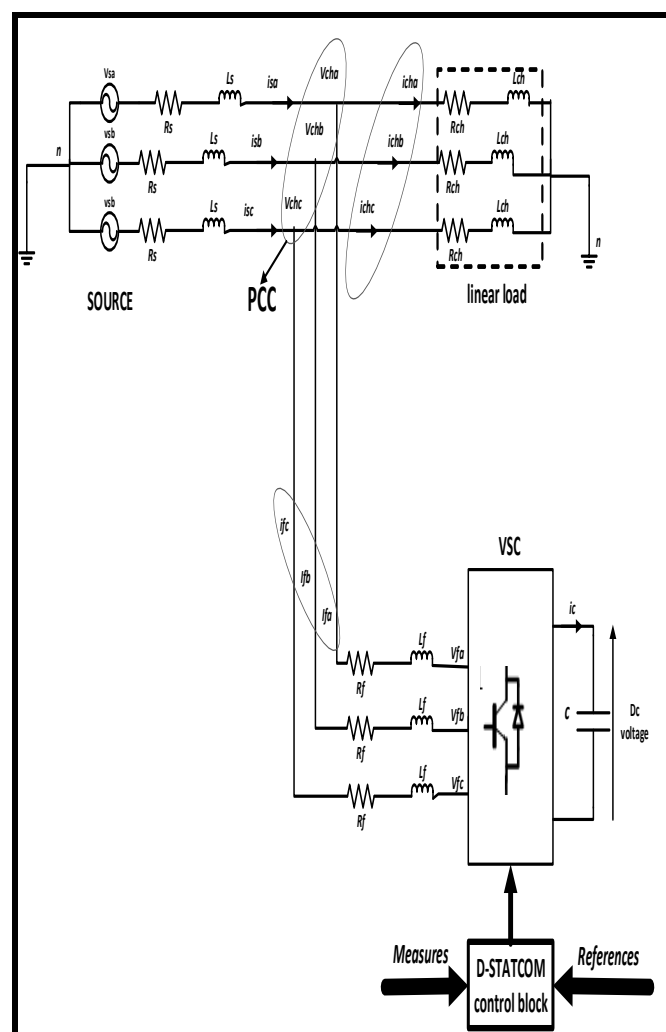 Vsa
Rs
Ls
isa
Vcha
icha
Rch
Lch
n
vsb
Rs
Ls
isb
Vchb
ichb
Rch
Lch
vsb
Rs
Ls
isc
Vchc
ichc
Rch
Lch
n
SOURCE
PCC
linear load
ifc
Ifb
Ifa
VSC
Rf
Lf
Vfa
ic
Rf
Lf
Vfb
C
Dc
voltage
Rf
Lf
Vfc
Measures
D-STATCOM
control block
References